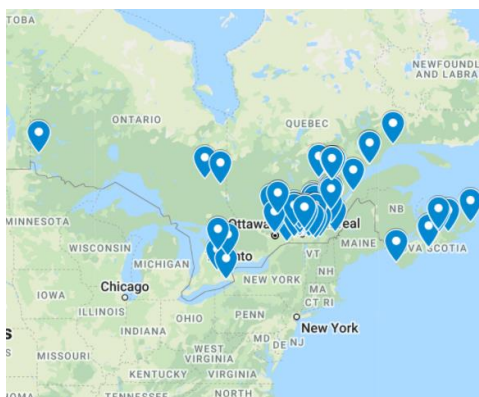 TOBA
NEWFOUNDL
AND LABRA
ONTARIO
QUEBEC
MINNESOTA
Ottawa
eal
NB
MAINE
VA SCOTIA
WISCONSIN
MICHIGAN
nto
VT
NH
NEW YORK
MA
CT RI
IOWA
Chicago
ILLINOIS
INDIANA
OHIO
PENN
New York
s
MISSOURI
WEST
VIRGINIA
MD
DE
NJ
KENTUCKY
VIRGINIA
TENNESSEE
NORTH